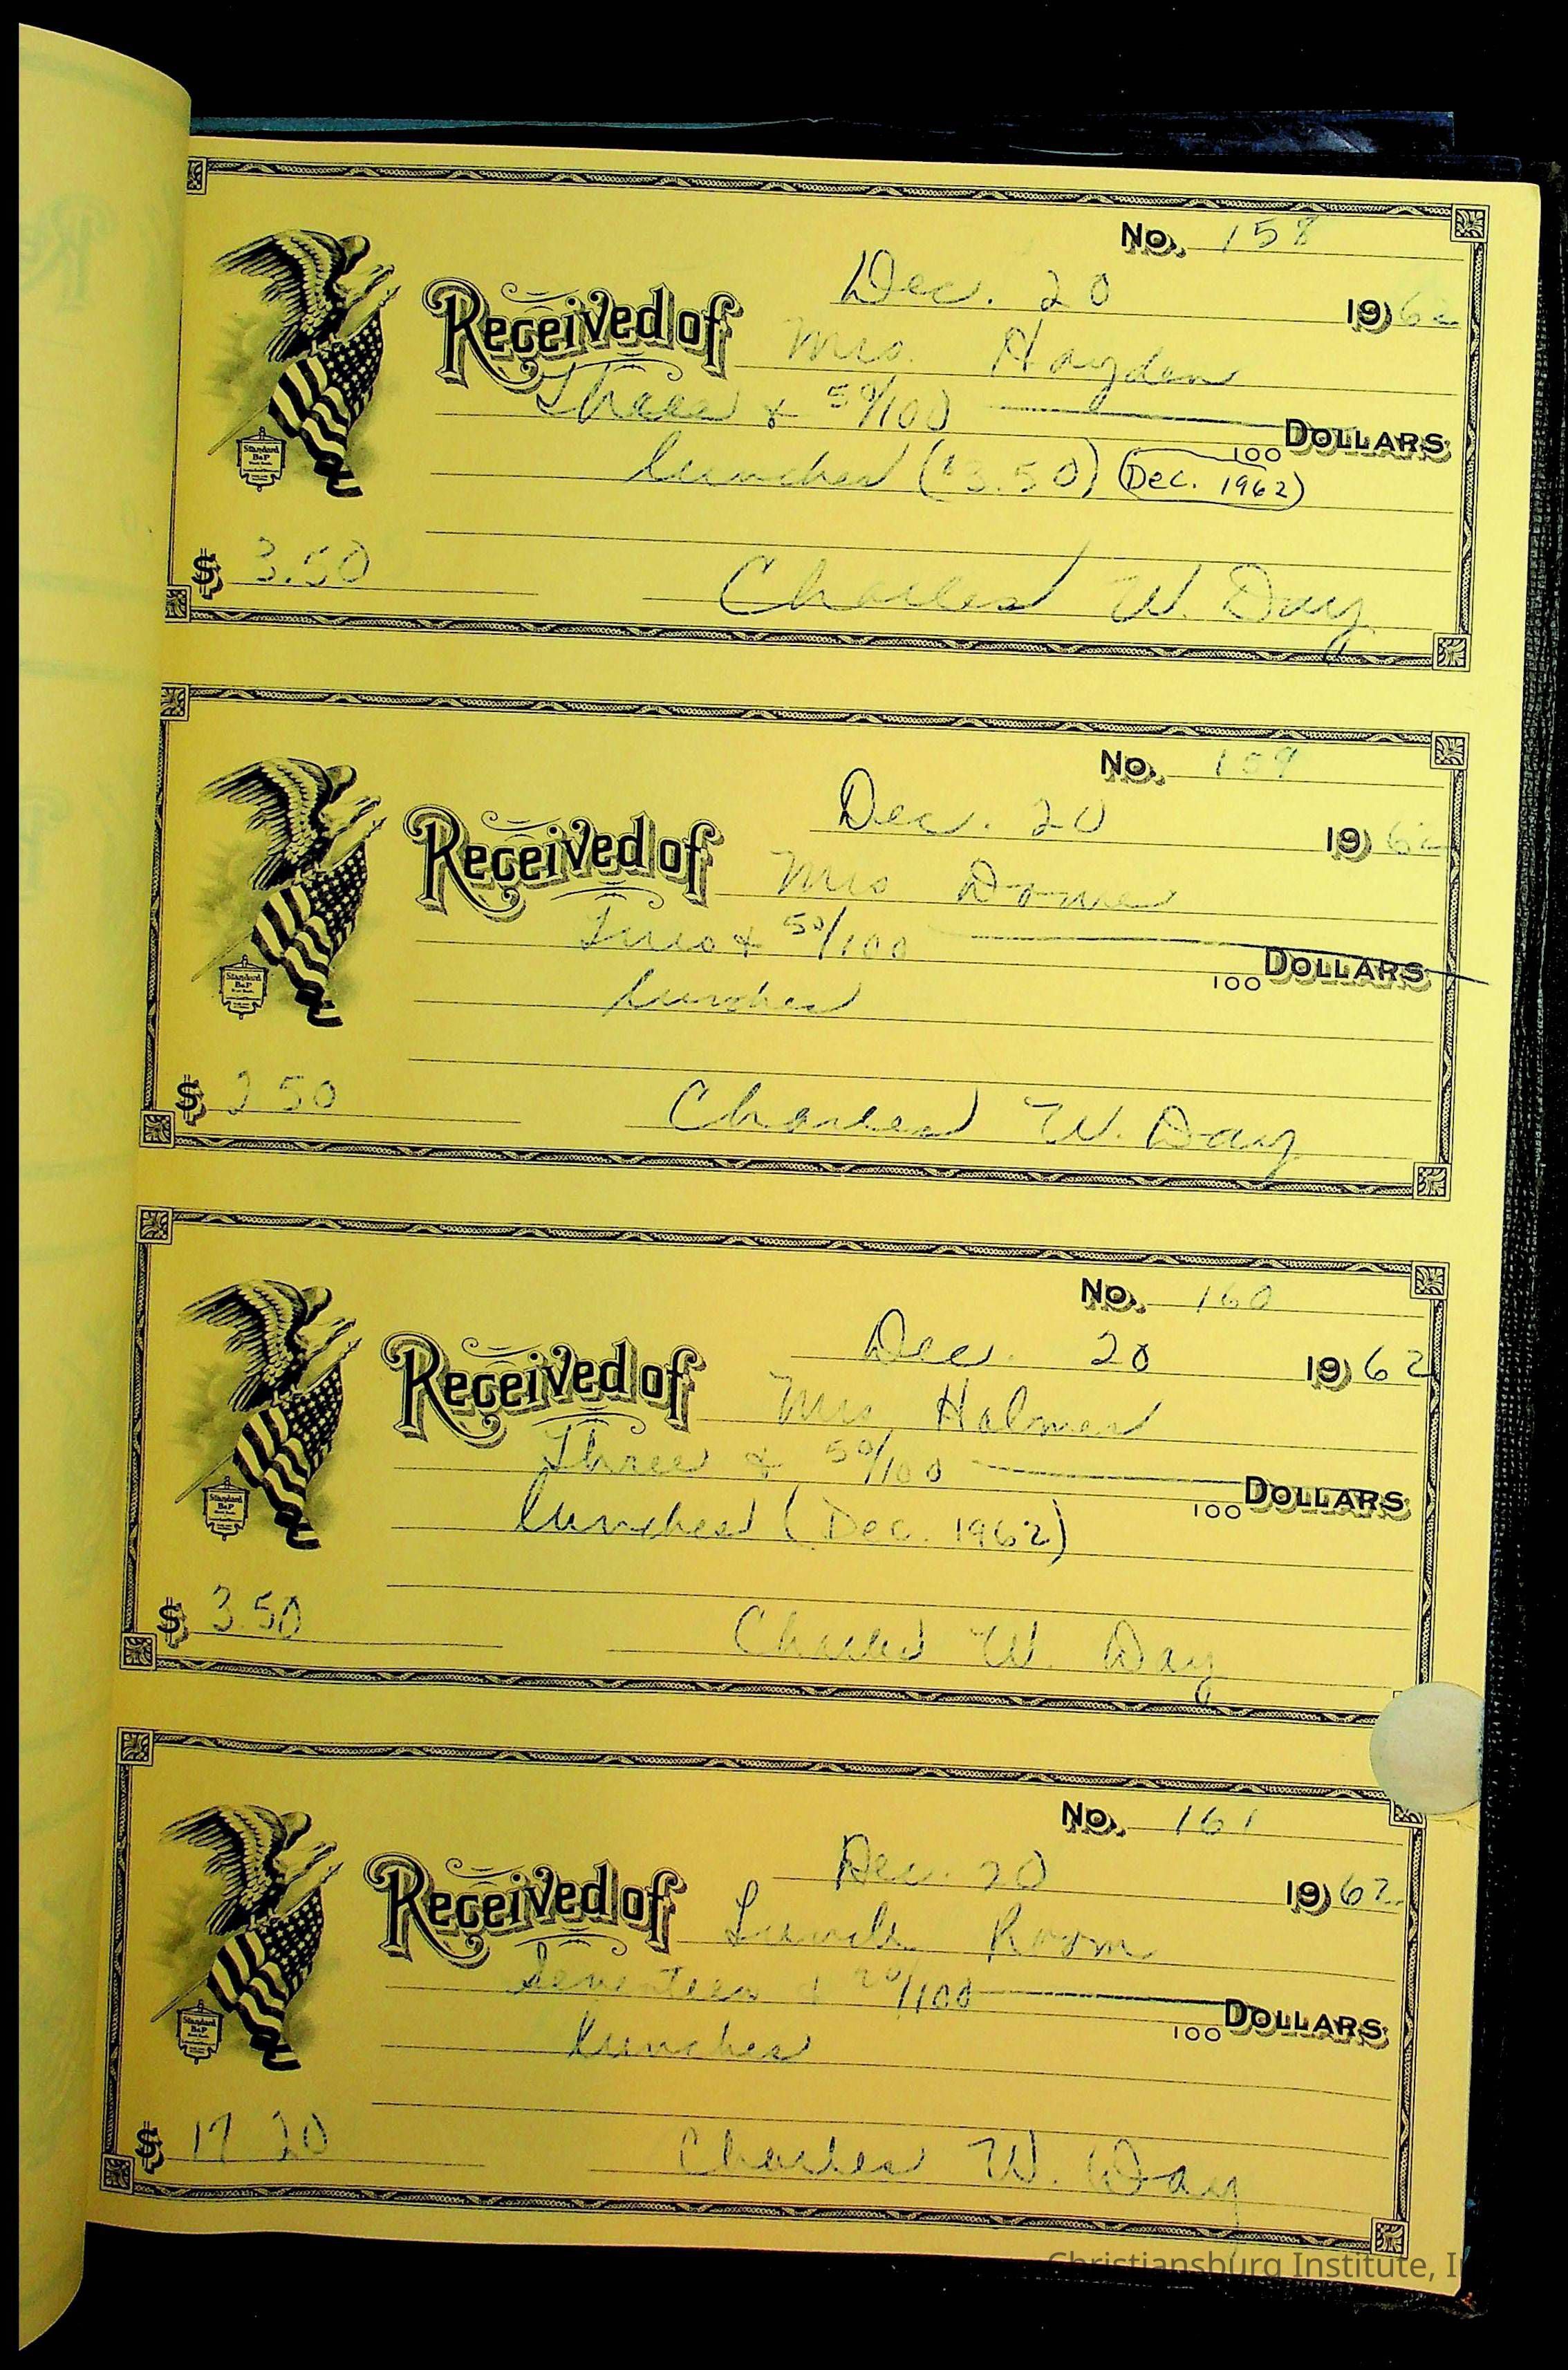 No. 158
Dec. 20 1962
Received of Mrs. Hayden
Three & 50/100 DOLLARS
100
lunches ($3.50) (Dec. 1962)
Standard
B&P
$ 3.50
Charles W. Day
No. 159
Dec. 20 1962
Received of Mrs
& 50/100 DOLLARS
100
lunches
Standard
B&P
$ 2 50
Charles W. Day
No. 160
Dec. 20 1962
Received of Mrs Holmes
Three & 50/100 DOLLARS
100
lunches (Dec. 1962)
Standard
B&P
$ 3.50
Charles W. Day
No. 161
Dec. 20 1962
Received of Lunch Room
Seventeen & 20/100 DOLLARS
100
lunches
Standard
B&P
$ 17 20
Charles W. Day
Christiansburg Institute, I